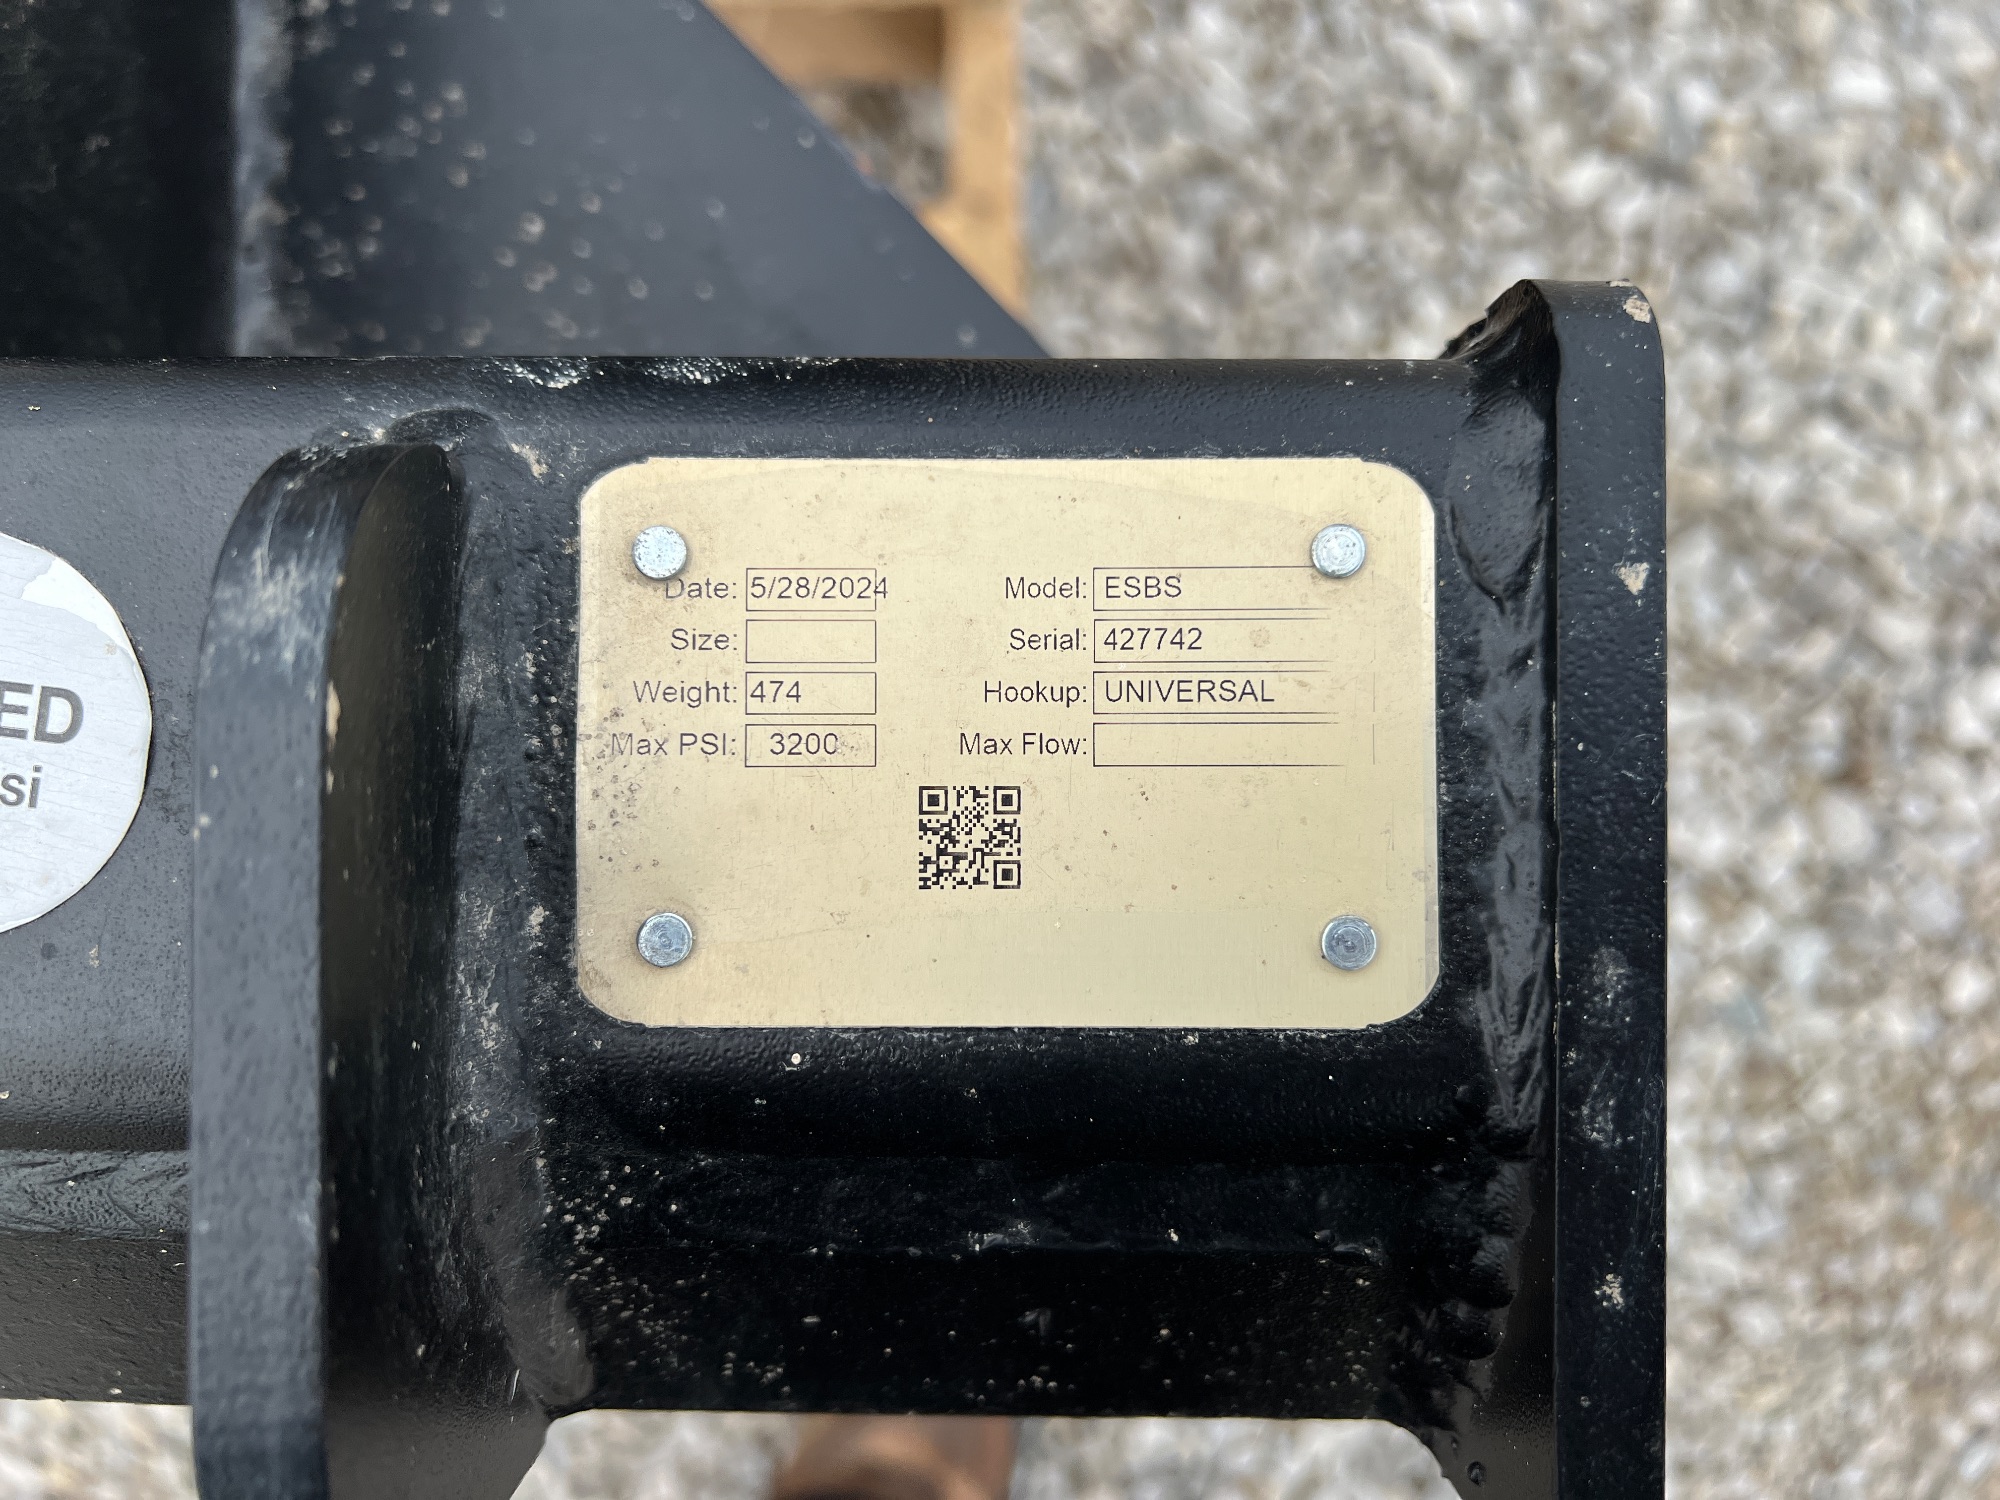 Date: 5/28/2024 Model: ESBS
Size: Serial: 427742
Weight: 474 Hookup: UNIVERSAL
Max PSI: 3200 Max Flow:
ED
si